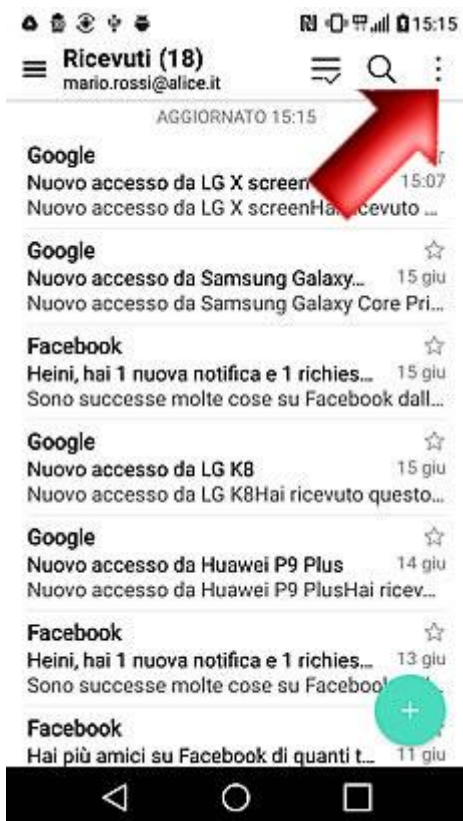 15:15
Ricevuti (18)
mario.rossi@alice.it
AGGIORNATO 15:15
Google
Nuovo accesso da LG X screen 15:07
Nuovo accesso da LG X screenHai ricevuto ...
Google
Nuovo accesso da Samsung Galaxy... 15 giu
Nuovo accesso da Samsung Galaxy Core Pri...
Facebook
Heini, hai 1 nuova notifica e 1 richies... 15 giu
Sono successe molte cose su Facebook dall...
Google
Nuovo accesso da LG K8 15 giu
Nuovo accesso da LG K8Hai ricevuto questo...
Google
Nuovo accesso da Huawei P9 Plus 14 giu
Nuovo accesso da Huawei P9 PlusHai ricev...
Facebook
Heini, hai 1 nuova notifica e 1 richies... 13 giu
Sono successe molte cose su Facebook
Facebook
Hai più amici su Facebook di quanti t... 11 giu